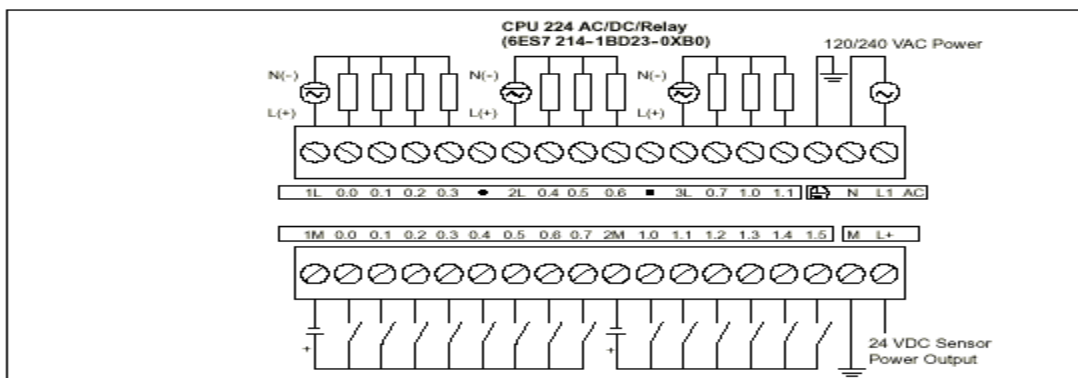 CPU 224 AC/DC/Relay
(6ES7 214-1BD23-0XB0)
120/240 VAC Power
N(-) N(-) N(-)
L(+) L(+) L(+)
1L 0.0 0.1 0.2 0.3 ● 2L 0.4 0.5 0.6 ■ 3L 0.7 1.0 1.1 N L1 AC
1M 0.0 0.1 0.2 0.3 0.4 0.5 0.6 0.7 2M 1.0 1.1 1.2 1.3 1.4 1.5 M L+
+ +
24 VDC Sensor
Power Output